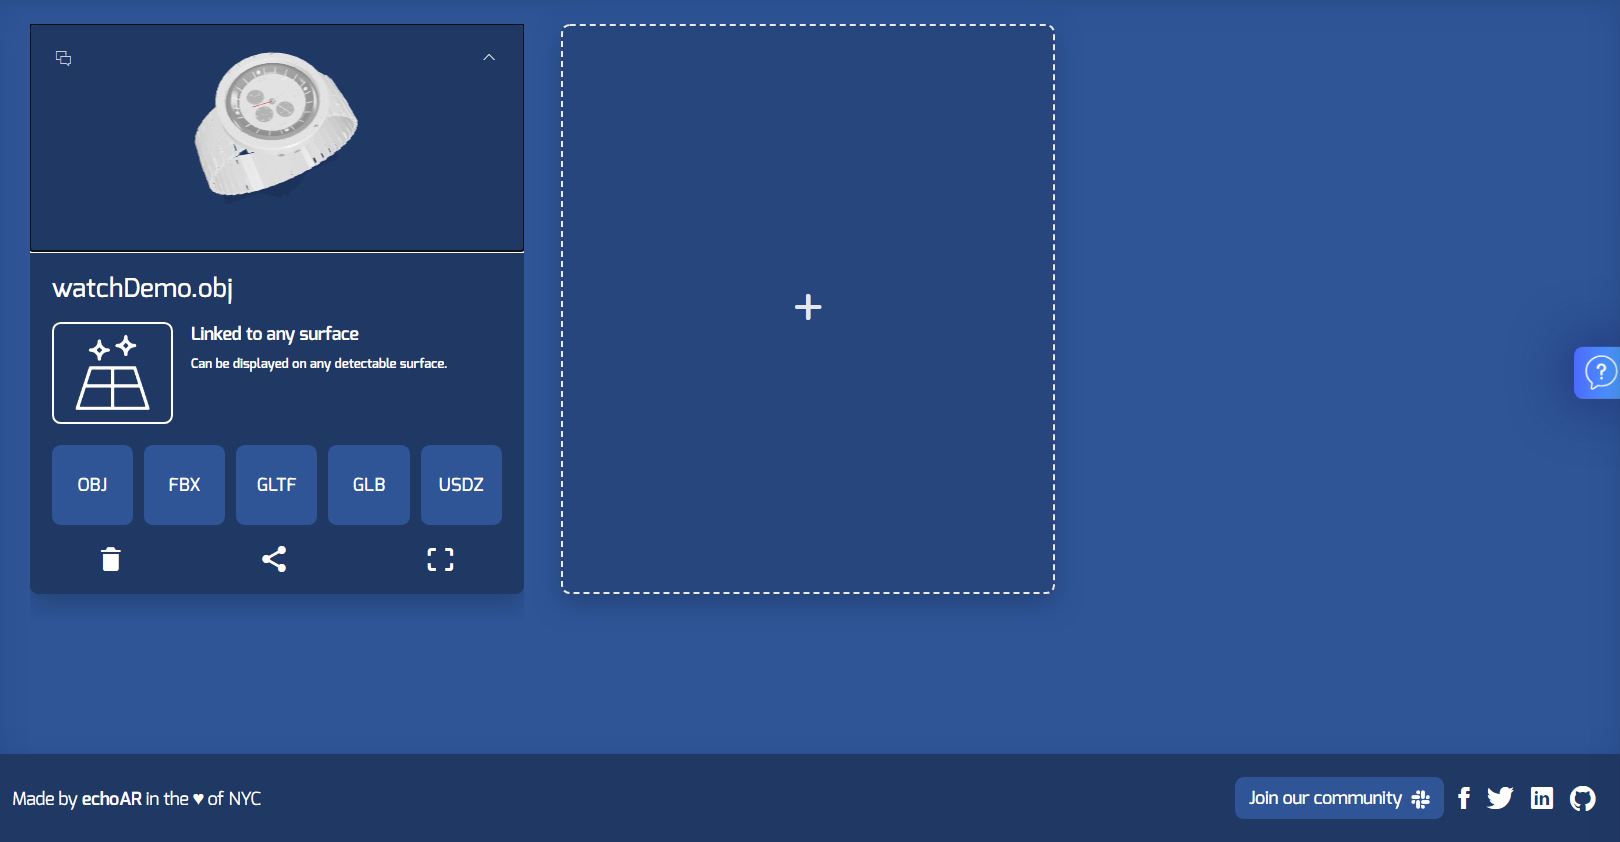 watchDemo.obj
Linked to any surface
Can be displayed on any detectable surface.
OBJ FBX GLTF GLB USDZ
Made by echoAR in the ♥ of NYC
Join our community